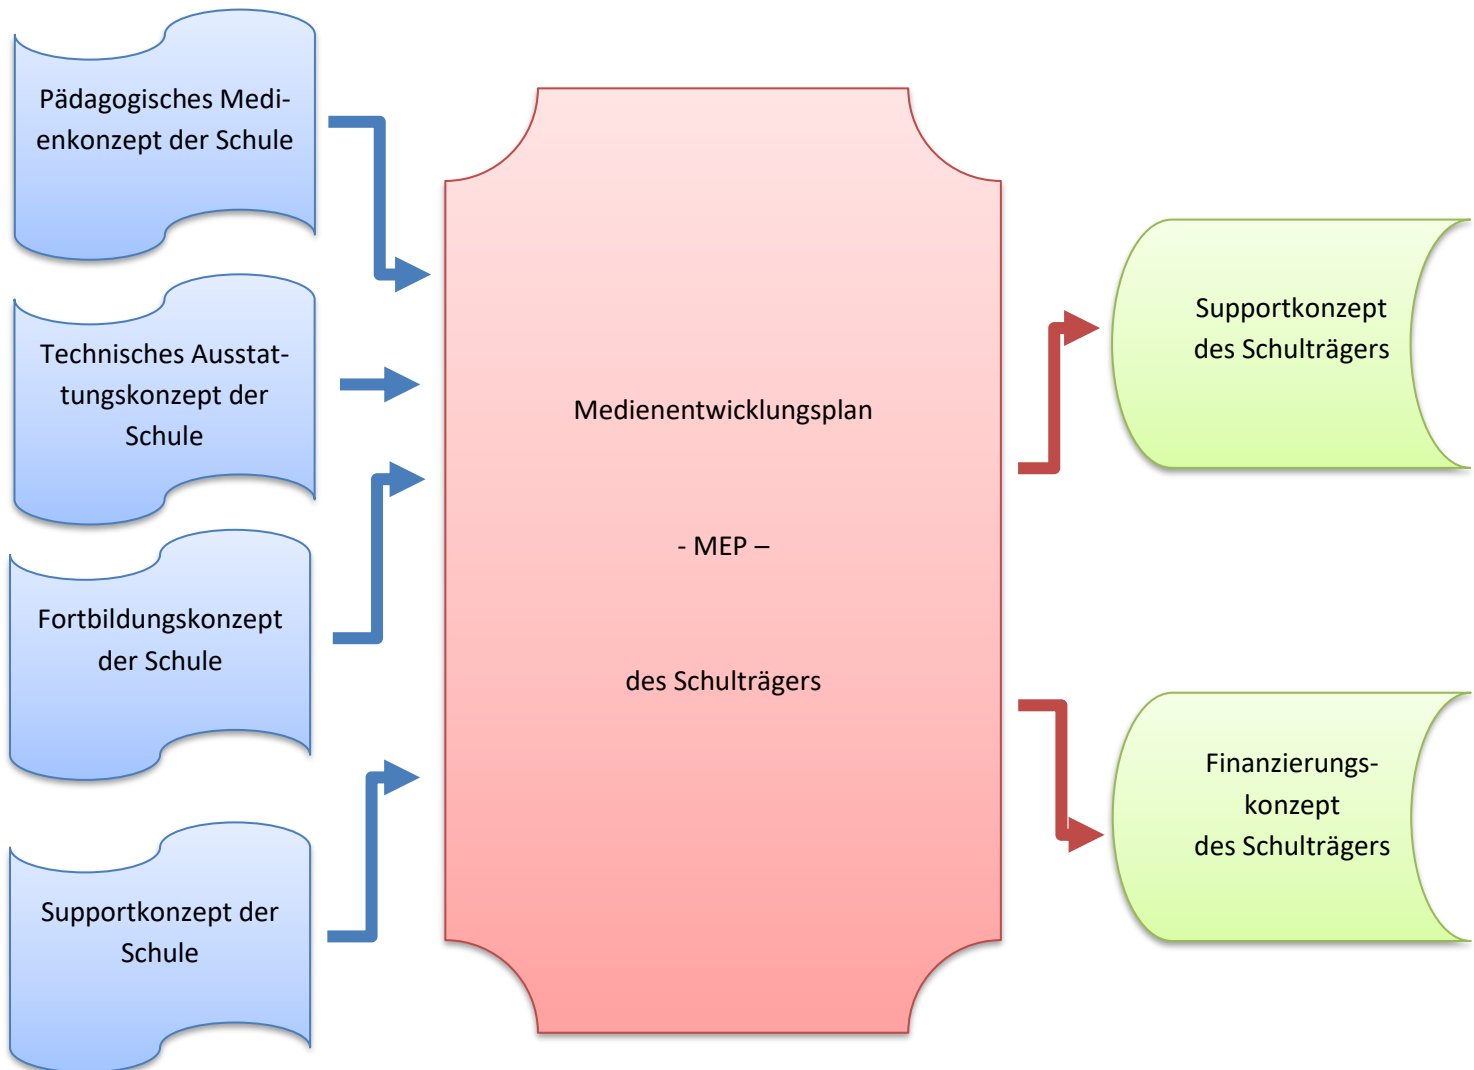 Pädagogisches Medi-
enkonzept der Schule
Technisches Ausstat-
tungskonzept der
Schule
Fortbildungskonzept
der Schule
Supportkonzept der
Schule
Medienentwicklungsplan
- MEP –
des Schulträgers
Supportkonzept
des Schulträgers
Finanzierungs-
konzept
des Schulträgers